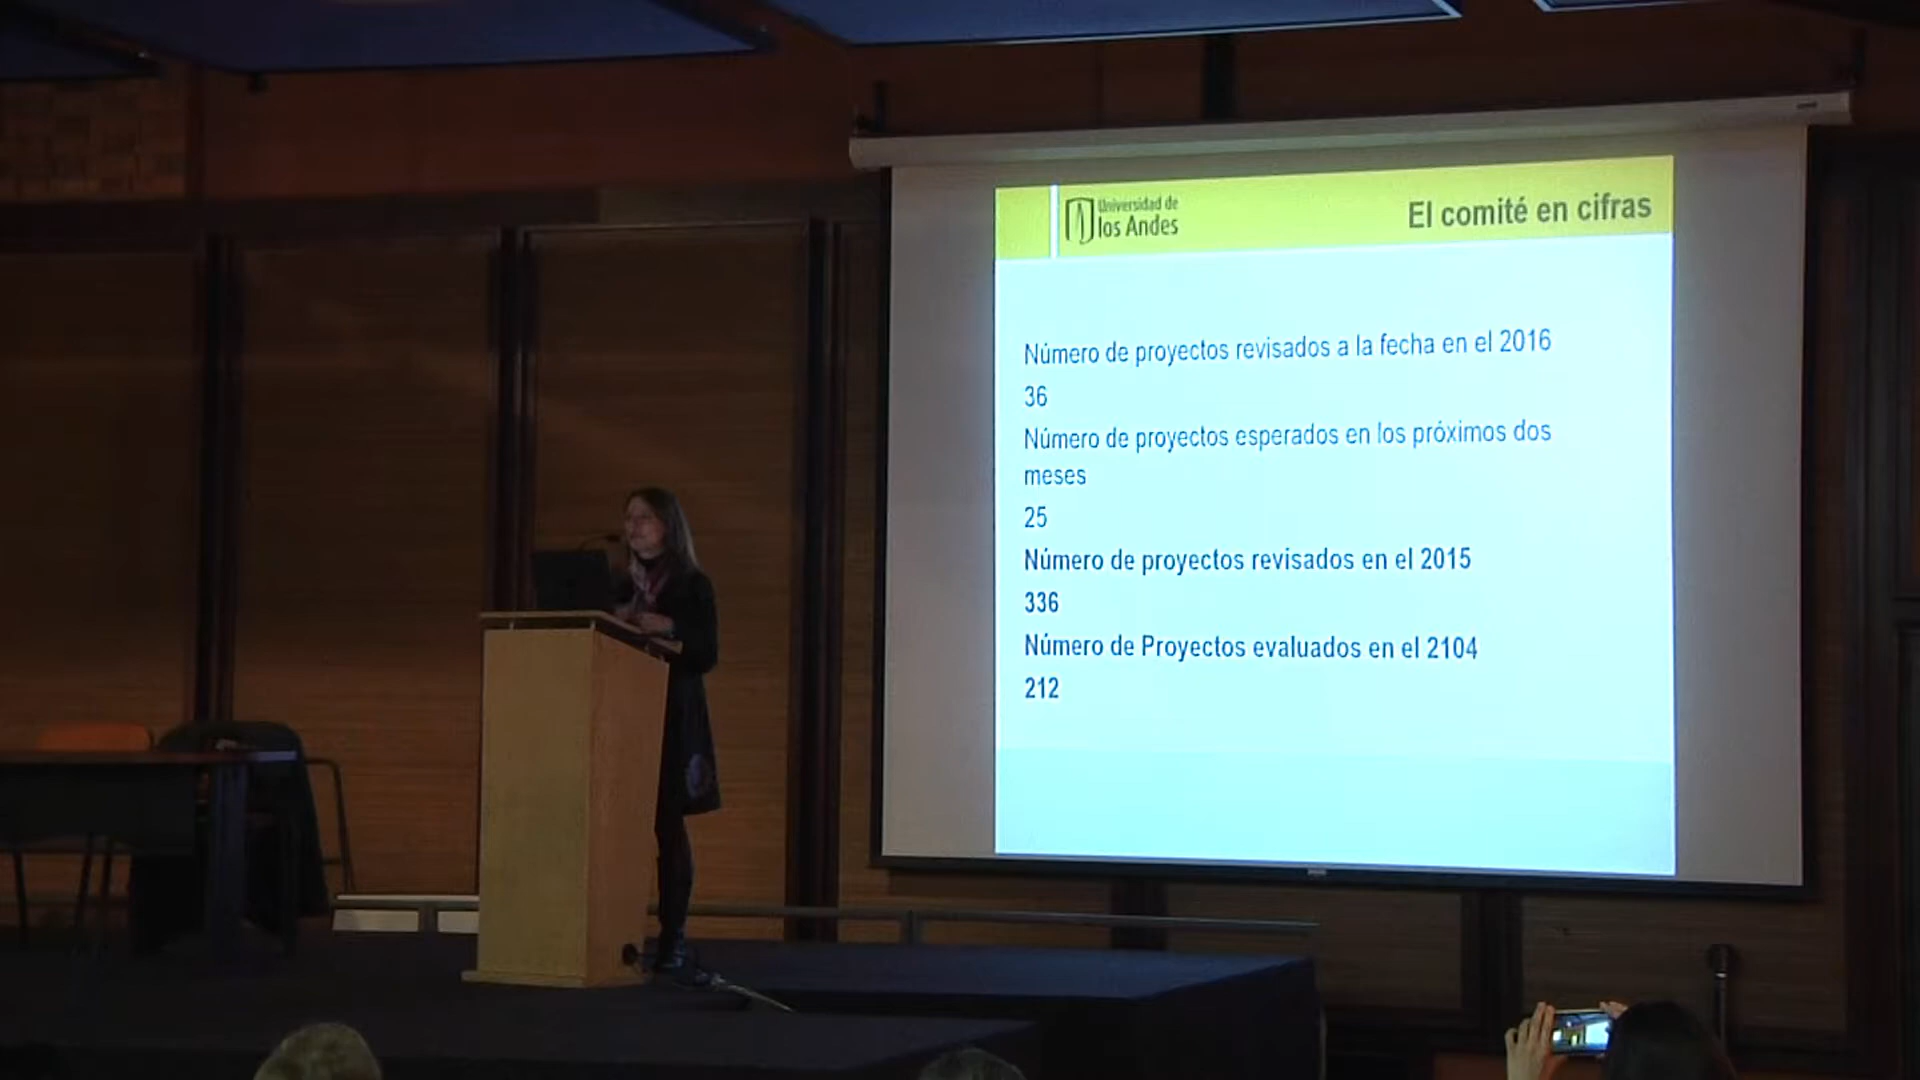 Universidad de
los Andes
El comité en cifras
Número de proyectos revisados a la fecha en el 2016
36
Número de proyectos esperados en los próximos dos
meses
25
Número de proyectos revisados en el 2015
336
Número de Proyectos evaluados en el 2104
212